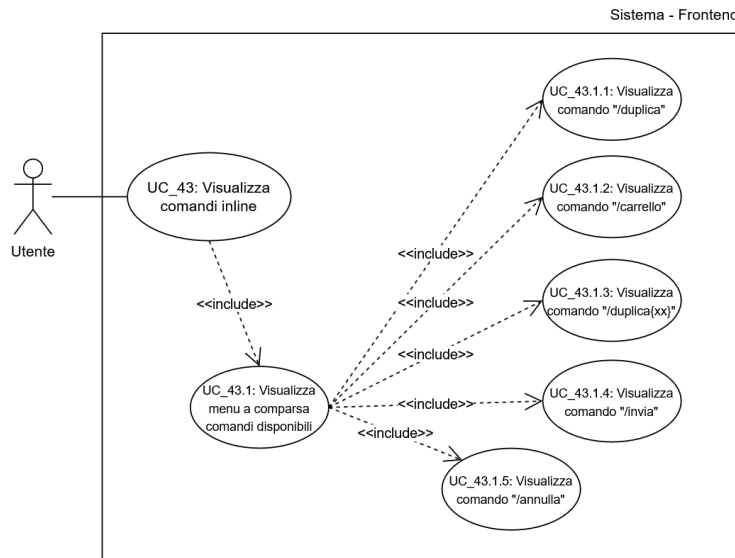 Sistema - Frontend
UC_43.1.1: Visualizza
comando "/duplica"
UC_43: Visualizza
comandi inline
UC_43.1.2: Visualizza
comando "/carrello"
Utente
<<include>>
<<include>>
<<include>>
UC_43.1.3: Visualizza
comando "/duplica{xx}"
<<include>>
UC_43.1: Visualizza
menu a comparsa
comandi disponibili
<<include>>
UC_43.1.4: Visualizza
comando "/invia"
<<include>>
UC_43.1.5: Visualizza
comando "/annulla"